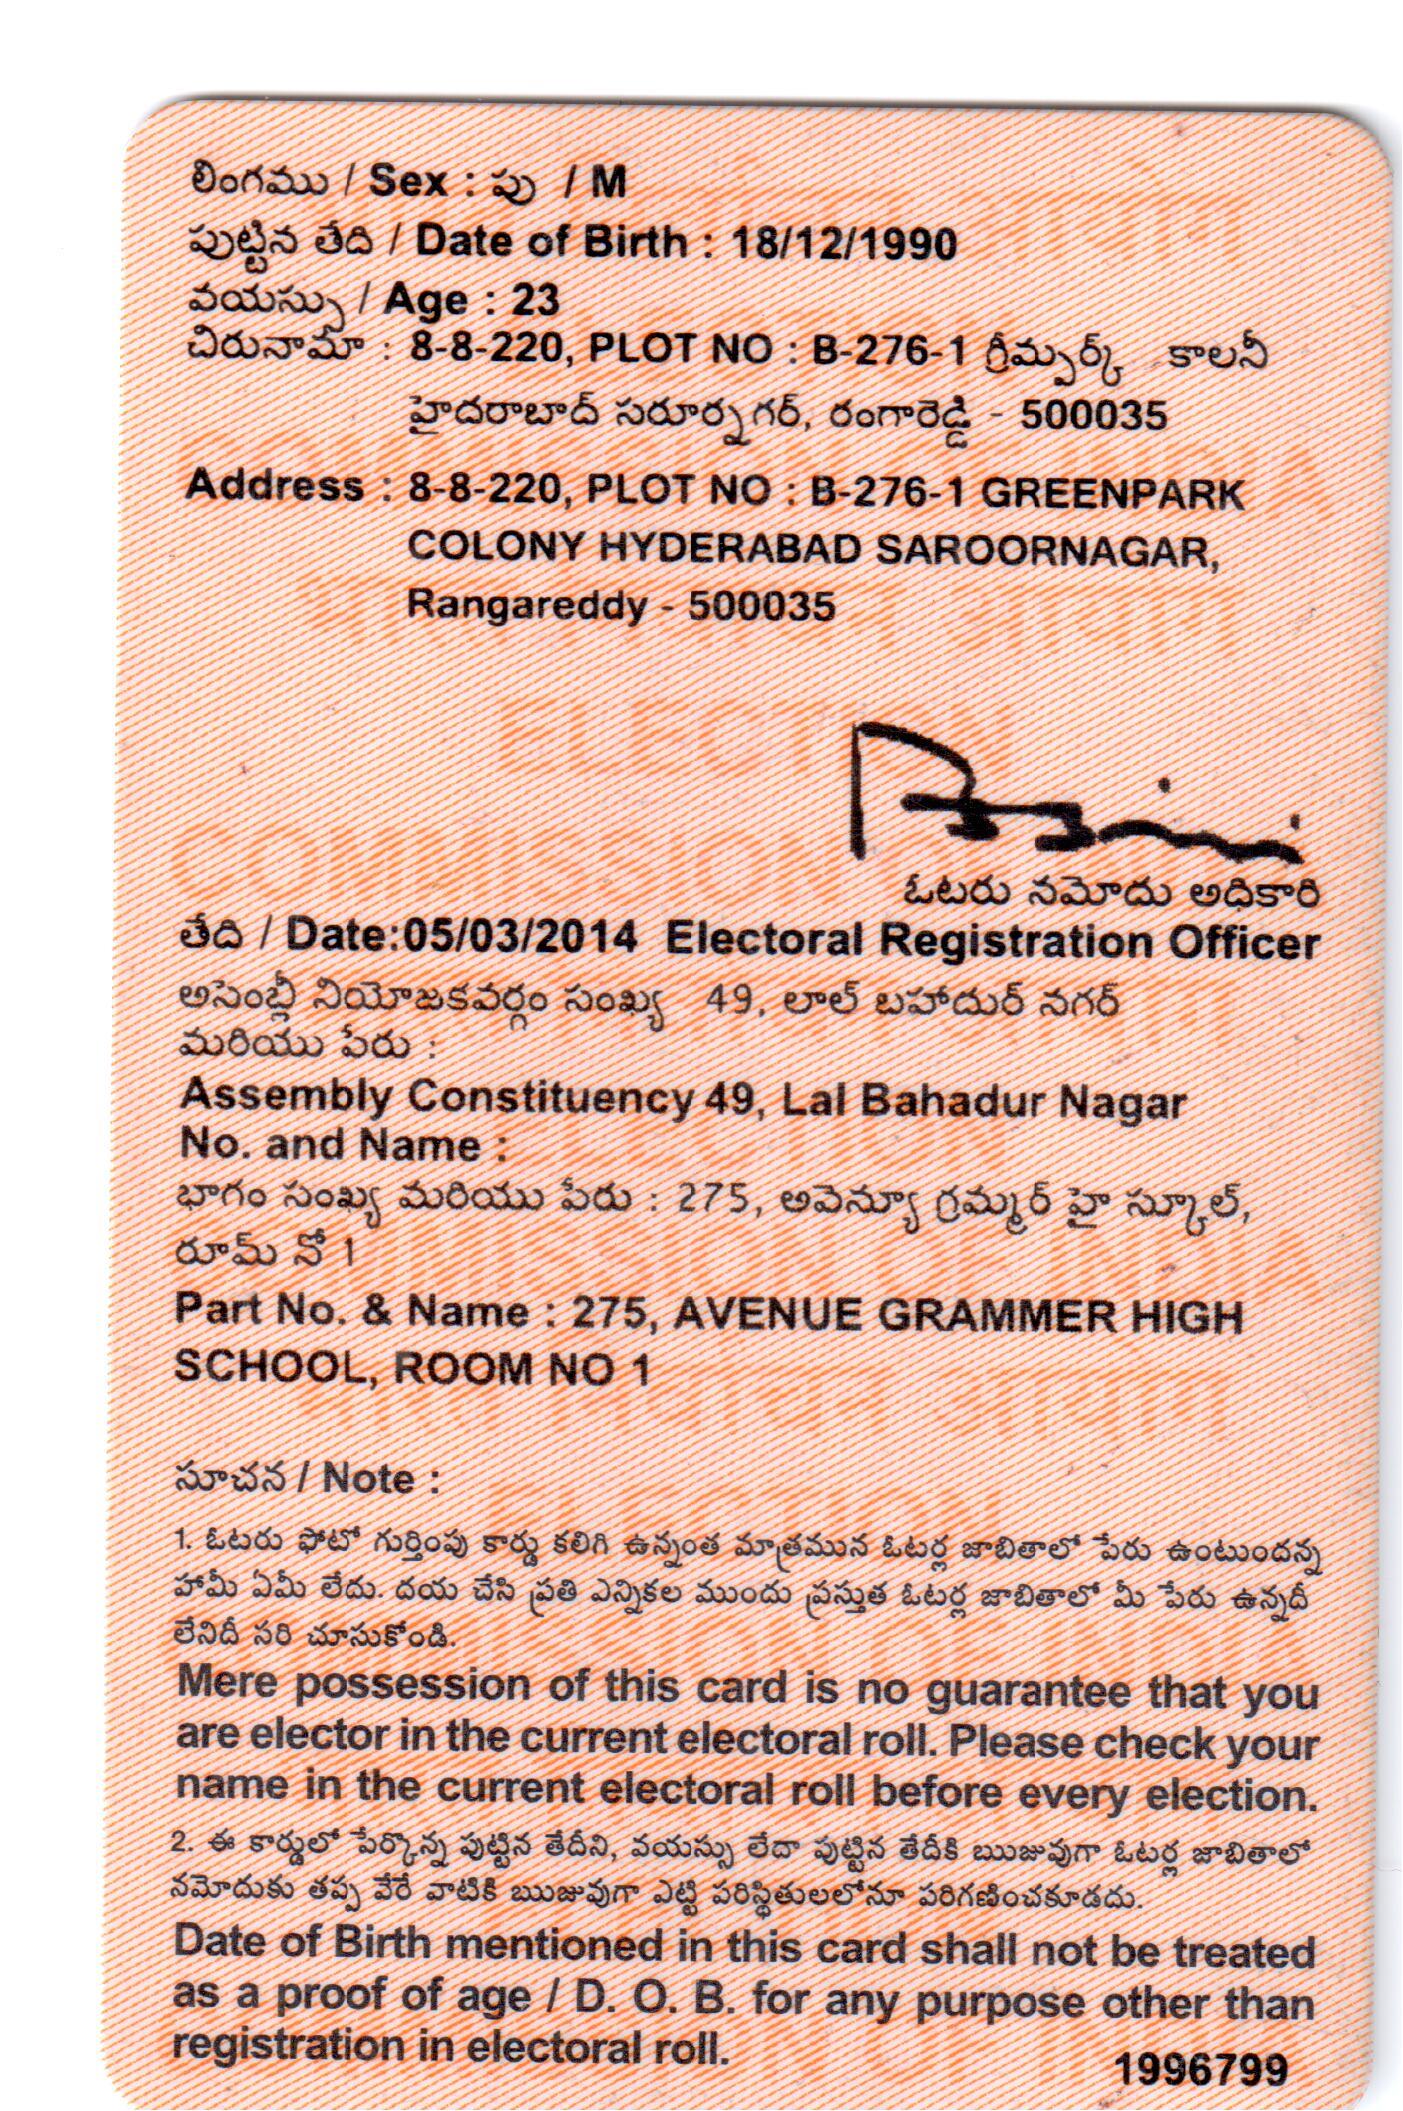 లింగము / Sex : పు / M
పుట్టిన తేది / Date of Birth : 18/12/1990
వయస్సు / Age : 23
చిరునామా : 8-8-220, PLOT NO : B-276-1 గ్రీమ్పర్క్ కాలనీ
హైదరాబాద్ సరూర్నగర్, రంగారెడ్డి - 500035
Address : 8-8-220, PLOT NO : B-276-1 GREENPARK
COLONY HYDERABAD SAROORNAGAR,
Rangareddy - 500035
ఓటరు నమోదు అధికారి
తేది / Date:05/03/2014 Electoral Registration Officer
అసెంబ్లీ నియోజకవర్గం సంఖ్య 49, లాల్ బహాదుర్ నగర్
మరియు పేరు :
Assembly Constituency 49, Lal Bahadur Nagar
No. and Name :
భాగం సంఖ్య మరియు పేరు : 275, అవెన్యూ గ్రమ్మర్ హై స్కూల్,
రూమ్ నో 1
Part No. & Name : 275, AVENUE GRAMMER HIGH
SCHOOL, ROOM NO 1
సూచన / Note :
1. ఓటరు ఫోటో గుర్తింపు కార్డు కలిగి ఉన్నంత మాత్రమున ఓటర్ల జాబితాలో పేరు ఉంటుందన్న
హామీ ఏమీ లేదు. దయ చేసి ప్రతి ఎన్నికల ముందు ప్రస్తుత ఓటర్ల జాబితాలో మీ పేరు ఉన్నదీ
లేనిదీ సరి చూసుకోండి.
Mere possession of this card is no guarantee that you
are elector in the current electoral roll. Please check your
name in the current electoral roll before every election.
2. ఈ కార్డులో పేర్కొన్న పుట్టిన తేదీని, వయస్సు లేదా పుట్టిన తేదీకి ఋజువుగా ఓటర్ల జాబితాలో
నమోదుకు తప్ప వేరే వాటికి ఋజువుగా ఎట్టి పరిస్థితులలోనూ పరిగణించకూడదు.
Date of Birth mentioned in this card shall not be treated
as a proof of age / D. O. B. for any purpose other than
registration in electoral roll.
1996799